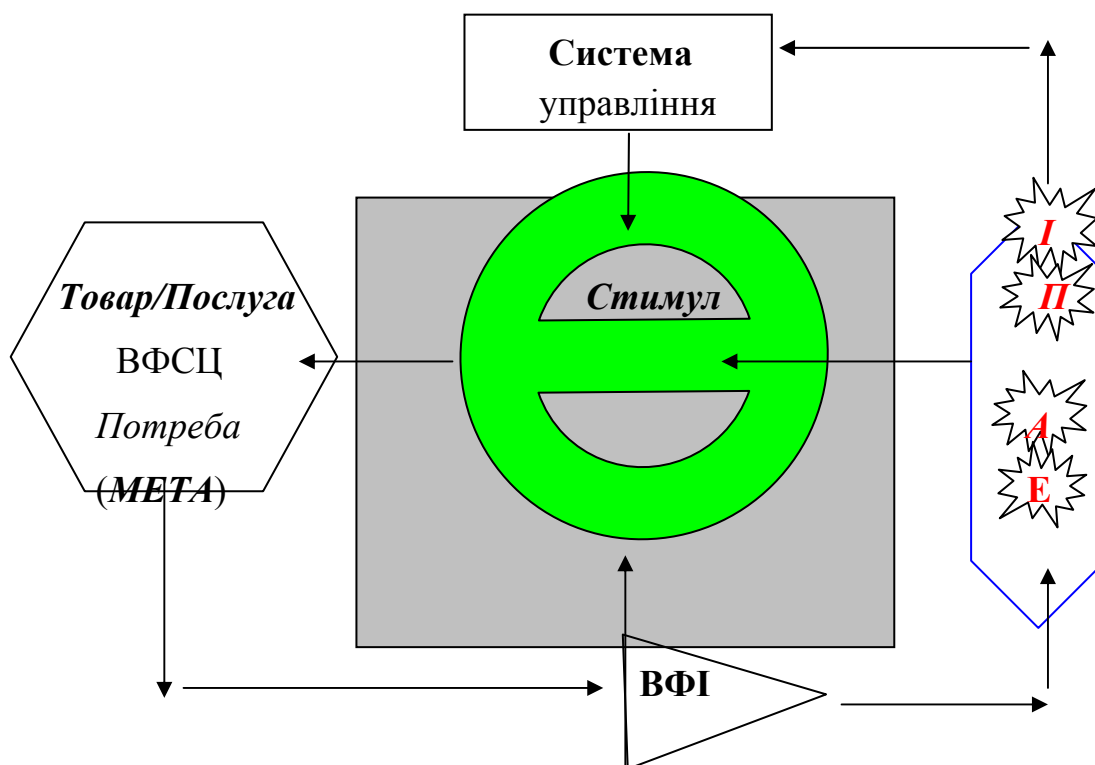 Система
управління
Товар/Послуга
ВФСЦ
Потреба
(МЕТА)
Стимул
І
П
А
Е
ВФІ